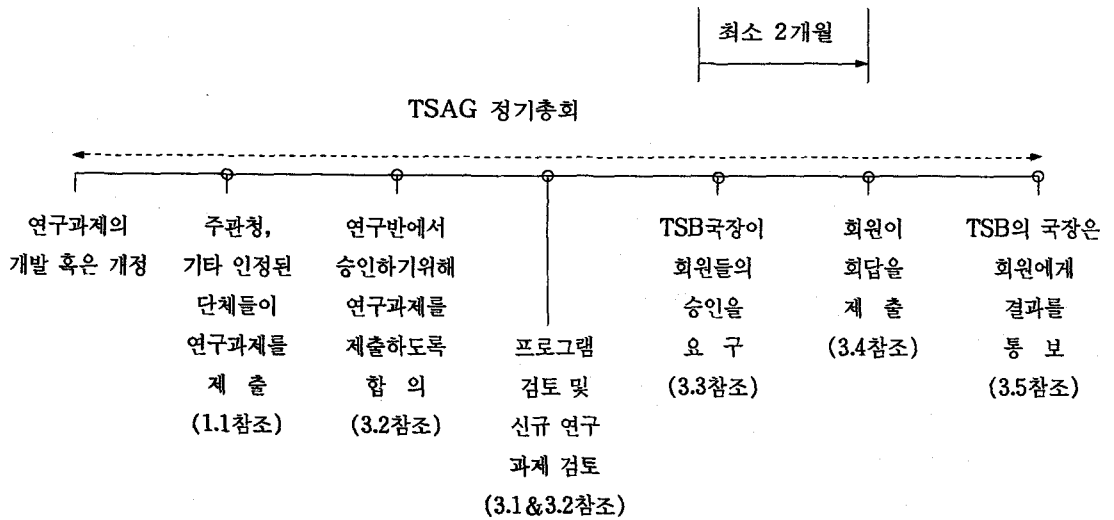 최소 2개월
TSAG 정기총회
연구과제의
개발 혹은 개정
주관청,
기타 인정된
단체들이
연구과제를
제 출
(1.1참조)
연구반에서
승인하기위해
연구과제를
제출하도록
합 의
(3.2참조)
프로그램
검토 및
신규 연구
과제 검토
(3.1&3.2참조)
TSB국장이
회원들의
승인을
요 구
(3.3참조)
회원이
회답을
제 출
(3.4참조)
TSB의 국장은
회원에게
결과를
통 보
(3.5참조)